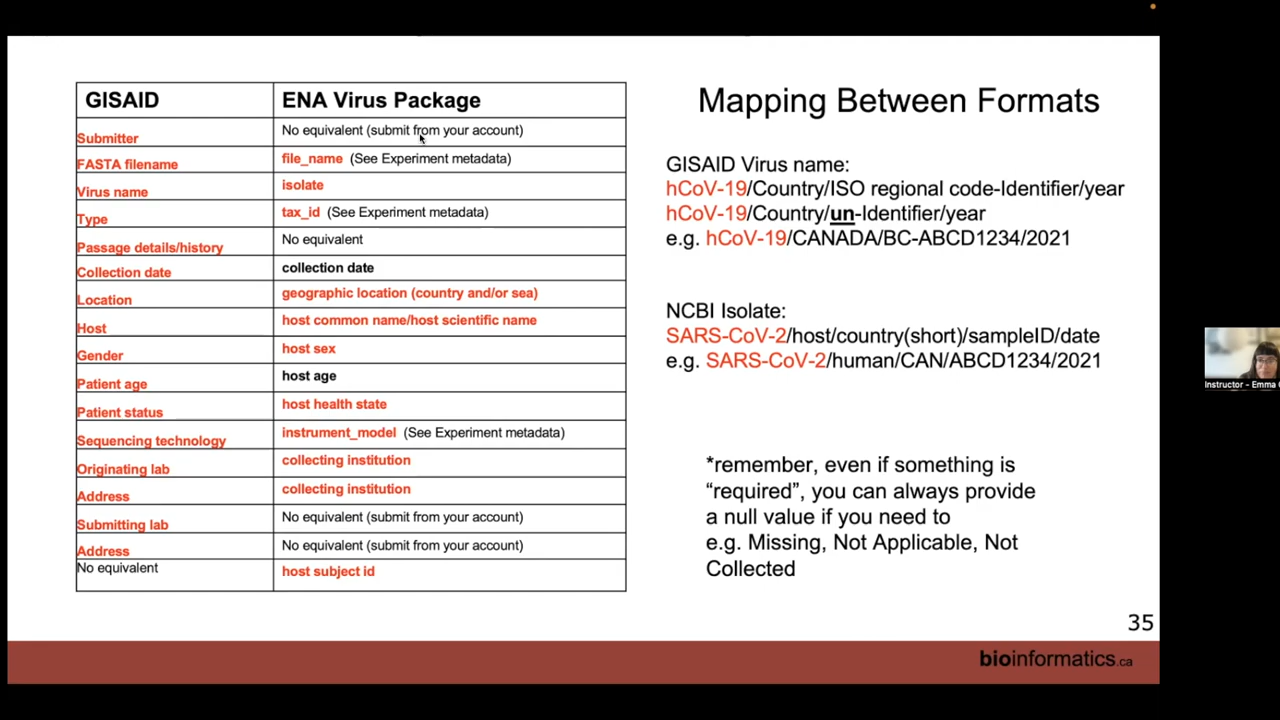 GISAID ENA Virus Package
Submitter No equivalent (submit from your account)
FASTA filename file_name (See Experiment metadata)
Virus name isolate
Type tax_id (See Experiment metadata)
Passage details/history No equivalent
Collection date collection date
Location geographic location (country and/or sea)
Host host common name/host scientific name
Gender host sex
Patient age host age
Patient status host health state
Sequencing technology instrument_model (See Experiment metadata)
Originating lab collecting institution
Address collecting institution
Submitting lab No equivalent (submit from your account)
Address No equivalent (submit from your account)
No equivalent host subject id
Mapping Between Formats
GISAID Virus name:
hCoV-19/Country/ISO regional code-Identifier/year
hCoV-19/Country/un-Identifier/year
e.g. hCoV-19/CANADA/BC-ABCD1234/2021
NCBI Isolate:
SARS-CoV-2/host/country(short)/sampleID/date
e.g. SARS-CoV-2/human/CAN/ABCD1234/2021
*remember, even if something is
“required”, you can always provide
a null value if you need to
e.g. Missing, Not Applicable, Not
Collected
35
bioinformatics.ca
Instructor - Emma